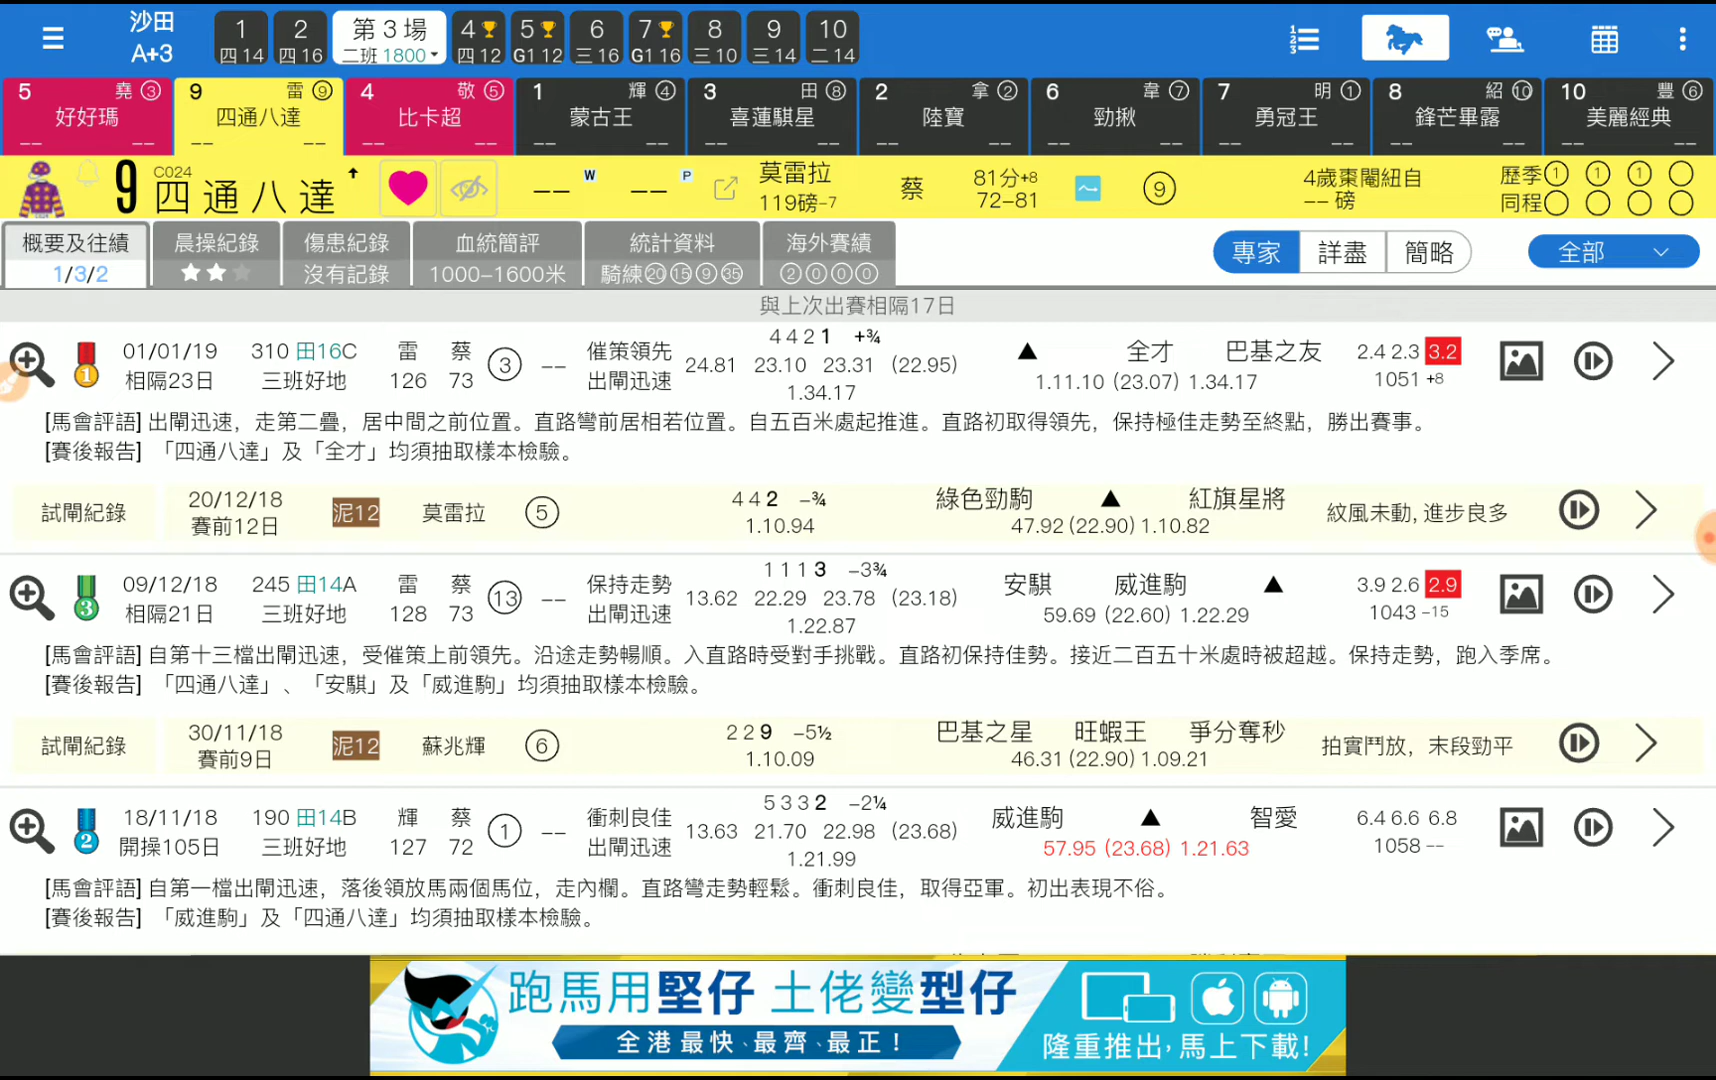 沙田
A+3
1
四 14
2
四 16
第 3 場
二班 1800
4
四 12
5
G1 12
6
三 16
7
G1 16
8
三 10
9
三 14
10
二 14
5 堯 ③
好好瑪
-- --
9 雷 ⑨
四通八達
-- --
4 敬 ⑤
比卡超
-- --
1 輝 ④
蒙古王
-- --
3 田 ⑧
喜蓮騏星
-- --
2 拿 ②
陸寶
-- --
6 韋 ⑦
勁揪
-- --
7 明 ①
勇冠王
-- --
8 紹 ⑩
鋒芒畢露
-- --
10 豐 ⑥
美麗經典
-- --
9 C024
四通八達
-- W -- P
莫雷拉
119磅-7
蔡
81分+8
72-81
⑨
4歲棗閹紐自
-- 磅
歷季① ① ① ○
同程○ ○ ○ ○
概要及往績
1/3/2
晨操紀錄
★★★
傷患紀錄
沒有記錄
血統簡評
1000-1600米
統計資料
騎練⑳⑮⑨㉟
海外賽績
②⓪⓪⓪
專家 詳盡 簡略
全部
與上次出賽相隔17日
1 01/01/19 310 田16C 雷 蔡 ③ -- 催策領先 4 4 2 1 +¾ ▲ 全才 巴基之友 2.4 2.3 3.2
相隔23日 三班好地 126 73 出閘迅速 24.81 23.10 23.31 (22.95) 1.11.10 (23.07) 1.34.17 1051 +8
1.34.17
[馬會評語] 出閘迅速，走第二疊，居中間之前位置。直路彎前居相若位置。自五百米處起推進。直路初取得領先，保持極佳走勢至終點，勝出賽事。
[賽後報告] 「四通八達」及「全才」均須抽取樣本檢驗。
試閘紀錄 20/12/18 泥12 莫雷拉 ⑤ 4 4 2 -¾ 綠色勁駒 ▲ 紅旗星將 紋風未動, 進步良多
賽前12日 1.10.94 47.92 (22.90) 1.10.82
3 09/12/18 245 田14A 雷 蔡 ⑬ -- 保持走勢 1 1 1 3 -3¾ 安騏 威進駒 ▲ 3.9 2.6 2.9
相隔21日 三班好地 128 73 出閘迅速 13.62 22.29 23.78 (23.18) 59.69 (22.60) 1.22.29 1043 -15
1.22.87
[馬會評語] 自第十三檔出閘迅速，受催策上前領先。沿途走勢暢順。入直路時受對手挑戰。直路初保持佳勢。接近二百五十米處時被超越。保持走勢，跑入季席。
[賽後報告] 「四通八達」、「安騏」及「威進駒」均須抽取樣本檢驗。
試閘紀錄 30/11/18 泥12 蘇兆輝 ⑥ 2 2 9 -5½ 巴基之星 旺蝦王 爭分奪秒 拍實鬥放，末段勁平
賽前9日 1.10.09 46.31 (22.90) 1.09.21
2 18/11/18 190 田14B 輝 蔡 ① -- 衝刺良佳 5 3 3 2 -2¼ 威進駒 ▲ 智愛 6.4 6.6 6.8
開操105日 三班好地 127 72 出閘迅速 13.63 21.70 22.98 (23.68) 57.95 (23.68) 1.21.63 1058 --
1.21.99
[馬會評語] 自第一檔出閘迅速，落後領放馬兩個馬位，走內欄。直路彎走勢輕鬆。衝刺良佳，取得亞軍。初出表現不俗。
[賽後報告] 「威進駒」及「四通八達」均須抽取樣本檢驗。
跑馬用堅仔 土佬變型仔
全港最快、最齊、最正！
隆重推出，馬上下載！